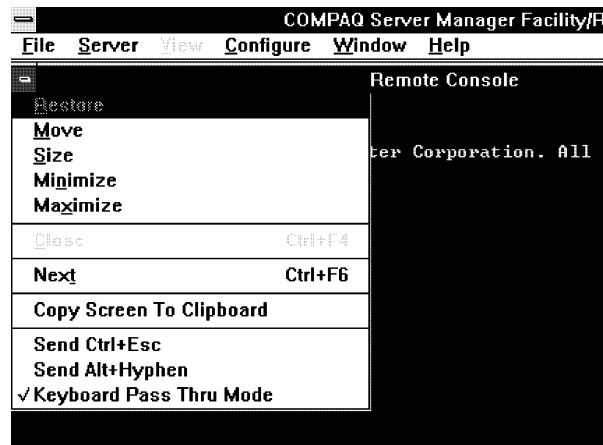 COMPAQ Server Manager Facility/R
File Server View Configure Window Help
Remote Console
Restore
Move
ter Corporation. All
Size
Minimize
Maximize
Close Ctrl+F4
Next Ctrl+F6
Copy Screen To Clipboard
Send Ctrl+Esc
Send Alt+Hyphen
√ Keyboard Pass Thru Mode